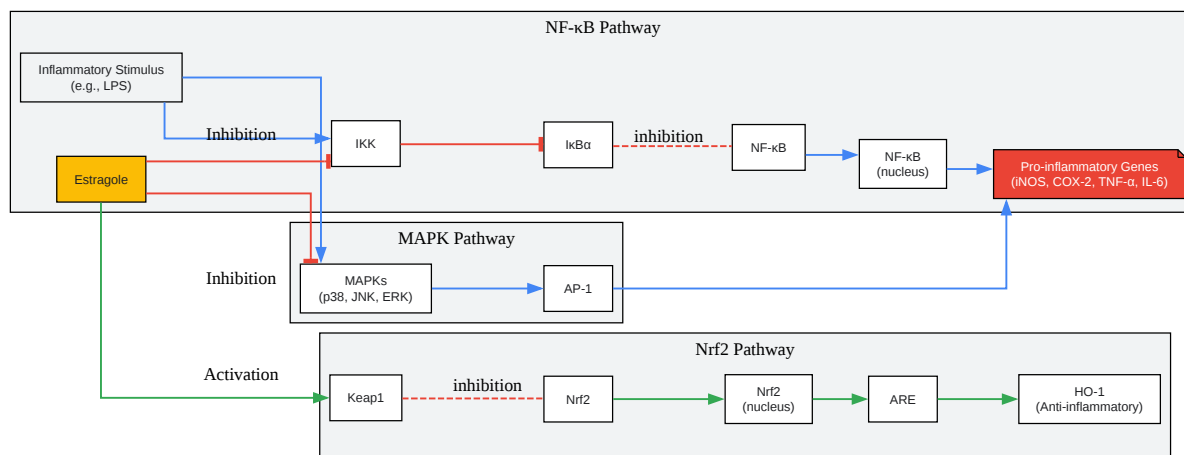 NF-κB Pathway
Inflammatory Stimulus
(e.g., LPS)
Inhibition
IKK
IκBα
inhibition
NF-κB
NF-κB
(nucleus)
Pro-inflammatory Genes
(iNOS, COX-2, TNF-α, IL-6)
Estragole
MAPK Pathway
Inhibition
MAPKs
(p38, JNK, ERK)
AP-1
Nrf2 Pathway
Activation
Keap1
inhibition
Nrf2
Nrf2
(nucleus)
ARE
HO-1
(Anti-inflammatory)